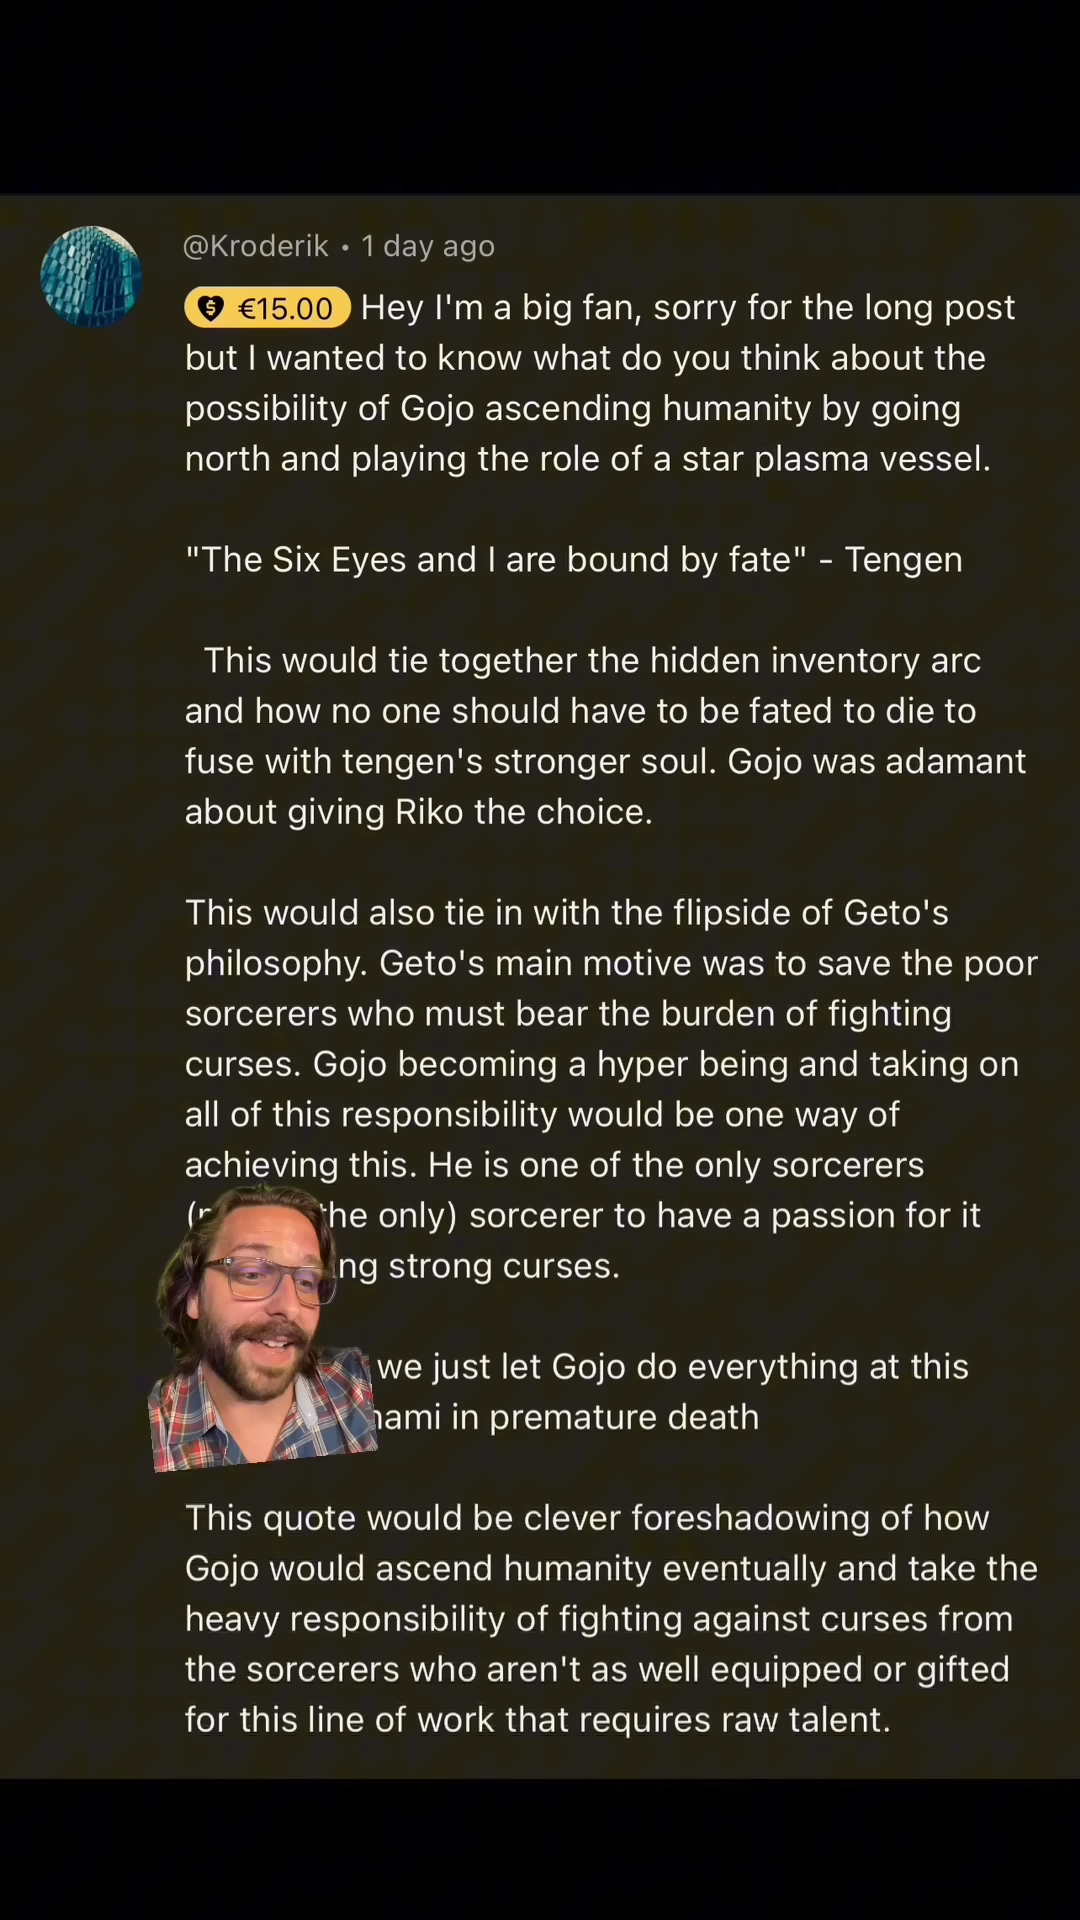 @Kroderik • 1 day ago
€15.00 Hey I'm a big fan, sorry for the long post
but I wanted to know what do you think about the
possibility of Gojo ascending humanity by going
north and playing the role of a star plasma vessel.
"The Six Eyes and I are bound by fate" - Tengen
This would tie together the hidden inventory arc
and how no one should have to be fated to die to
fuse with tengen's stronger soul. Gojo was adamant
about giving Riko the choice.
This would also tie in with the flipside of Geto's
philosophy. Geto's main motive was to save the poor
sorcerers who must bear the burden of fighting
curses. Gojo becoming a hyper being and taking on
all of this responsibility would be one way of
achieving this. He is one of the only sorcerers
the only) sorcerer to have a passion for it
strong curses.
we just let Gojo do everything at this
in premature death
This quote would be clever foreshadowing of how
Gojo would ascend humanity eventually and take the
heavy responsibility of fighting against curses from
the sorcerers who aren't as well equipped or gifted
for this line of work that requires raw talent.